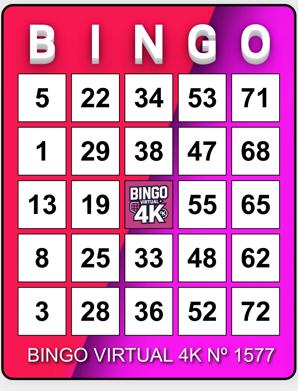 BINGO
5 22 34 53 71
1 29 38 47 68
13 19 BINGO VIRTUAL 4K 55 65
8 25 33 48 62
3 28 36 52 72
BINGO VIRTUAL 4K Nº 1577